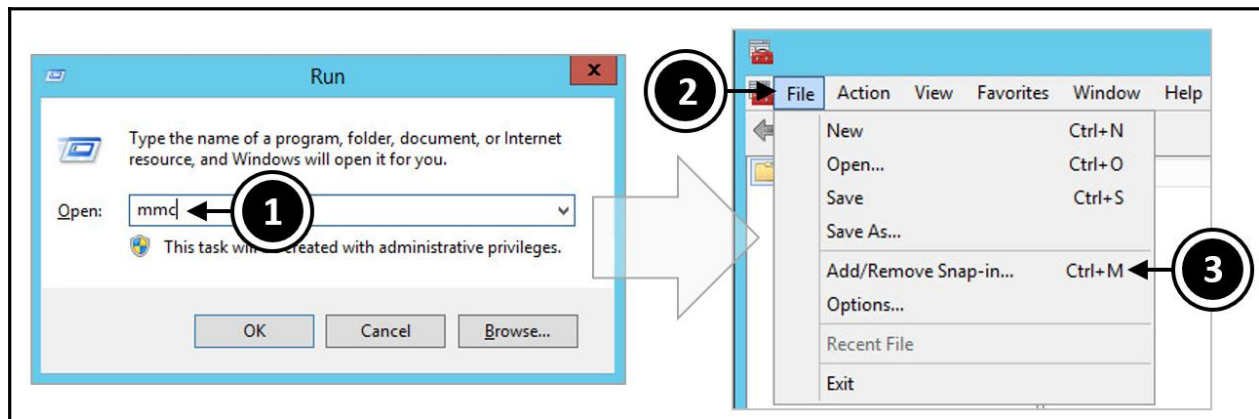 Run
x
Type the name of a program, folder, document, or Internet
resource, and Windows will open it for you.
Open: mmc
1
This task will created with administrative privileges.
OK Cancel Browse...
2
File Action View Favorites Window Help
New Ctrl+N
Open... Ctrl+O
Save Ctrl+S
Save As...
Add/Remove Snap-in... Ctrl+M
3
Options...
Recent File
Exit